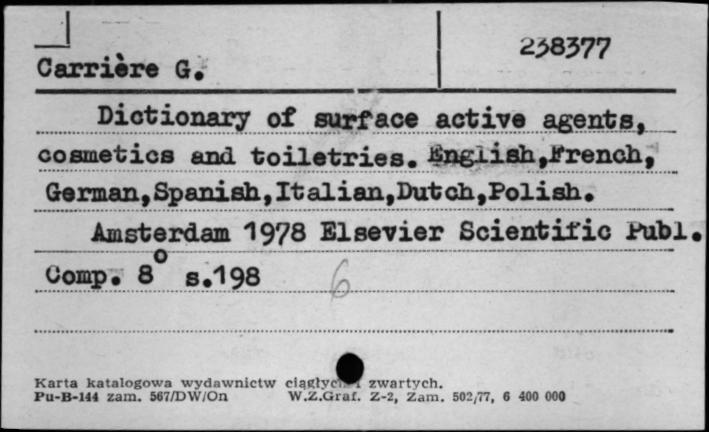 238377
Carrière G.
Dictionary of surface active agents,
cosmetics and toiletries. English,French,
German,Spanish,Italian,Dutch,Polish.
Amsterdam 1978 Elsevier Scientific Publ.
Comp. 8° s.198
6
Karta katalogowa wydawnictw ciągłych i zwartych.
Pu-B-144 zam. 567/DW/On W.Z.Graf. Z-2, Zam. 502/77, 6 400 000